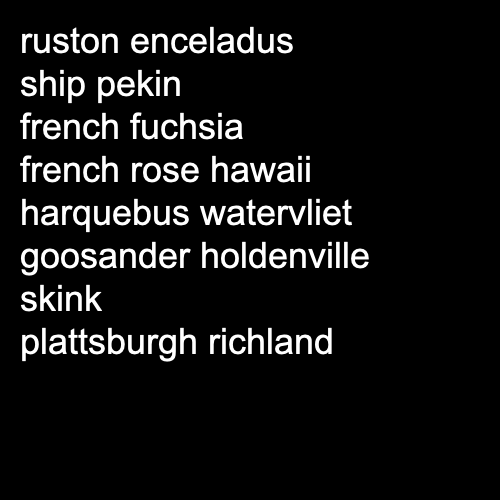 ruston enceladus
ship pekin
french fuchsia
french rose hawaii
harquebus watervliet
goosander holdenville
skink
plattsburgh richland